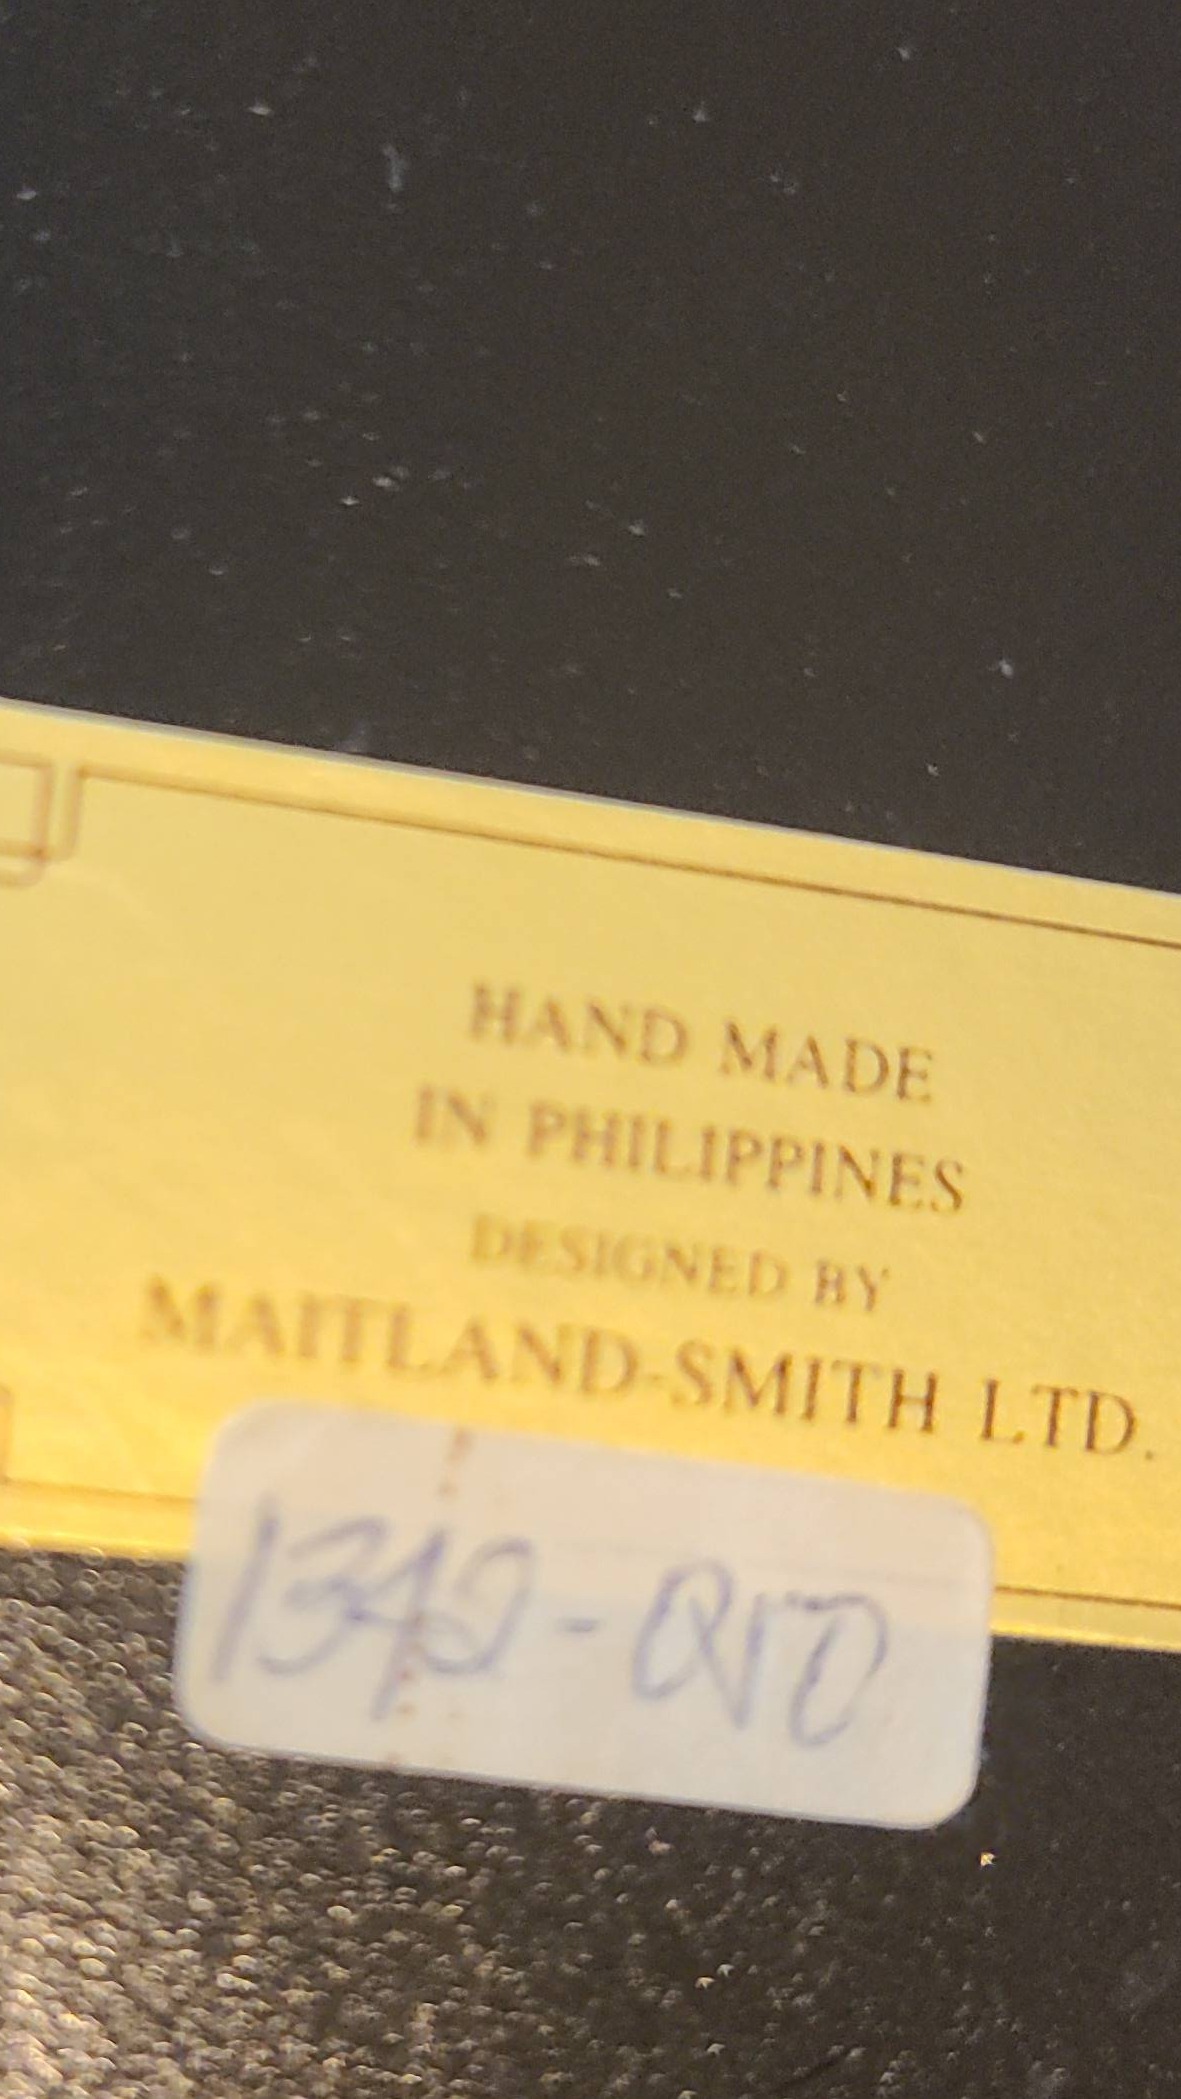 HAND MADE
IN PHILIPPINES
DESIGNED BY
MAITLAND-SMITH LTD.